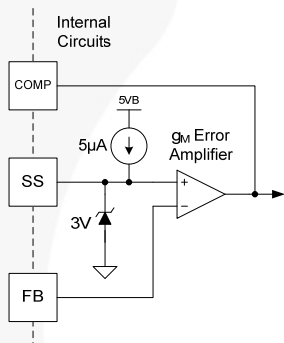 Internal
Circuits
COMP
5VB
5µA
gM Error
Amplifier
SS
+
3V
−
FB